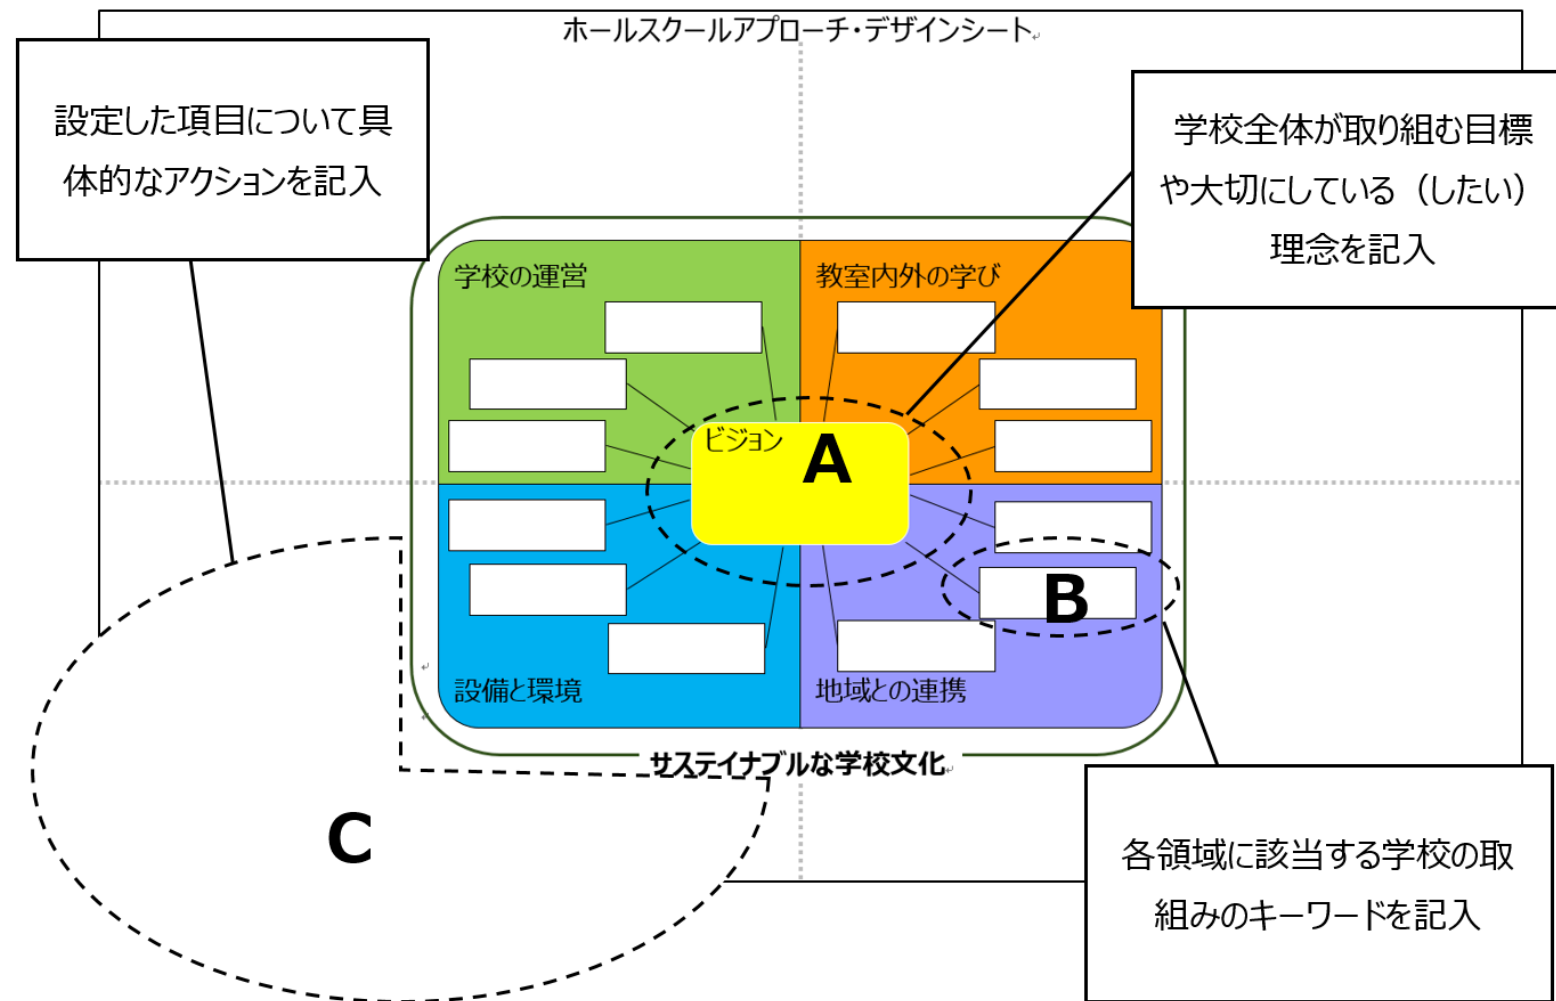 ホールスクールアプローチ・デザインシート
設定した項目について具
体的なアクションを記入
学校全体が取り組む目標
や大切にしている（したい）
理念を記入
学校の運営
教室内外の学び
ビジョン
A
B
設備と環境
地域との連携
サステイナブルな学校文化
C
各領域に該当する学校の取
組みのキーワードを記入